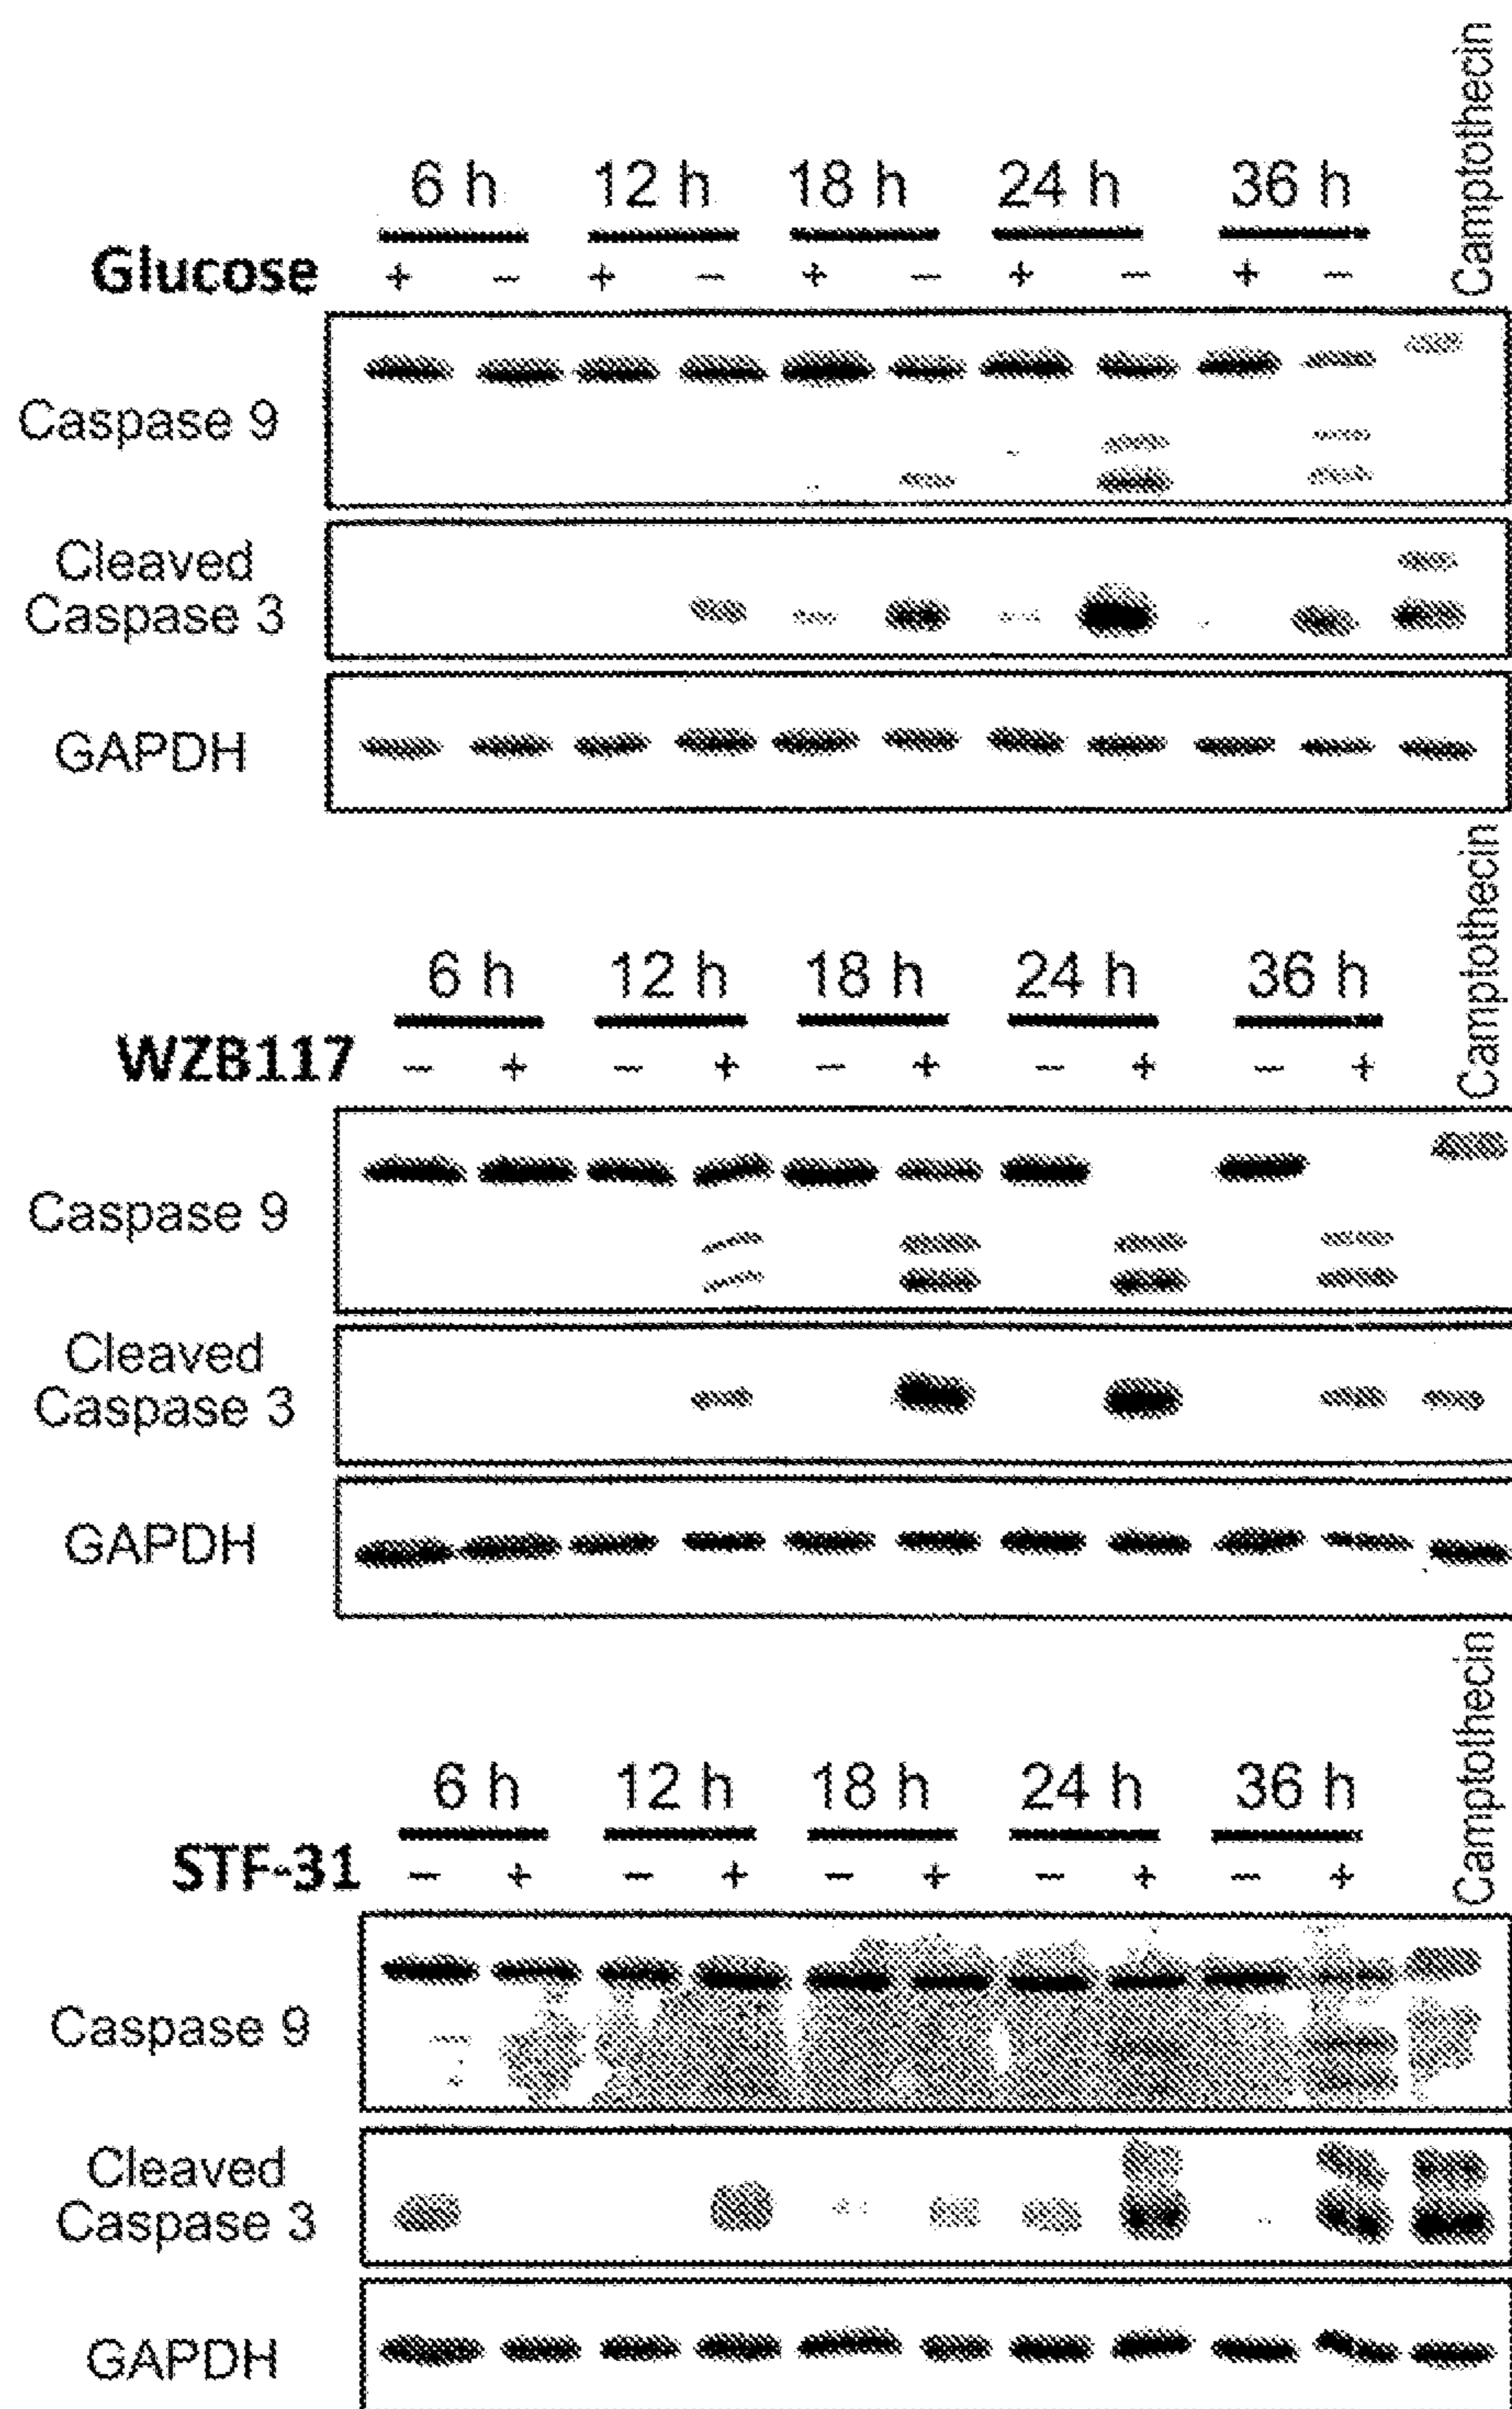 Camptothecin
6 h 12 h 18 h 24 h 36 h
Glucose + − + − + − + − + −
Caspase 9
Cleaved
Caspase 3
GAPDH
Camptothecin
6 h 12 h 18 h 24 h 36 h
WZB117 − + − + − + − + − +
Caspase 9
Cleaved
Caspase 3
GAPDH
Camptothecin
6 h 12 h 18 h 24 h 36 h
STF-31 − + − + − + − + − +
Caspase 9
Cleaved
Caspase 3
GAPDH